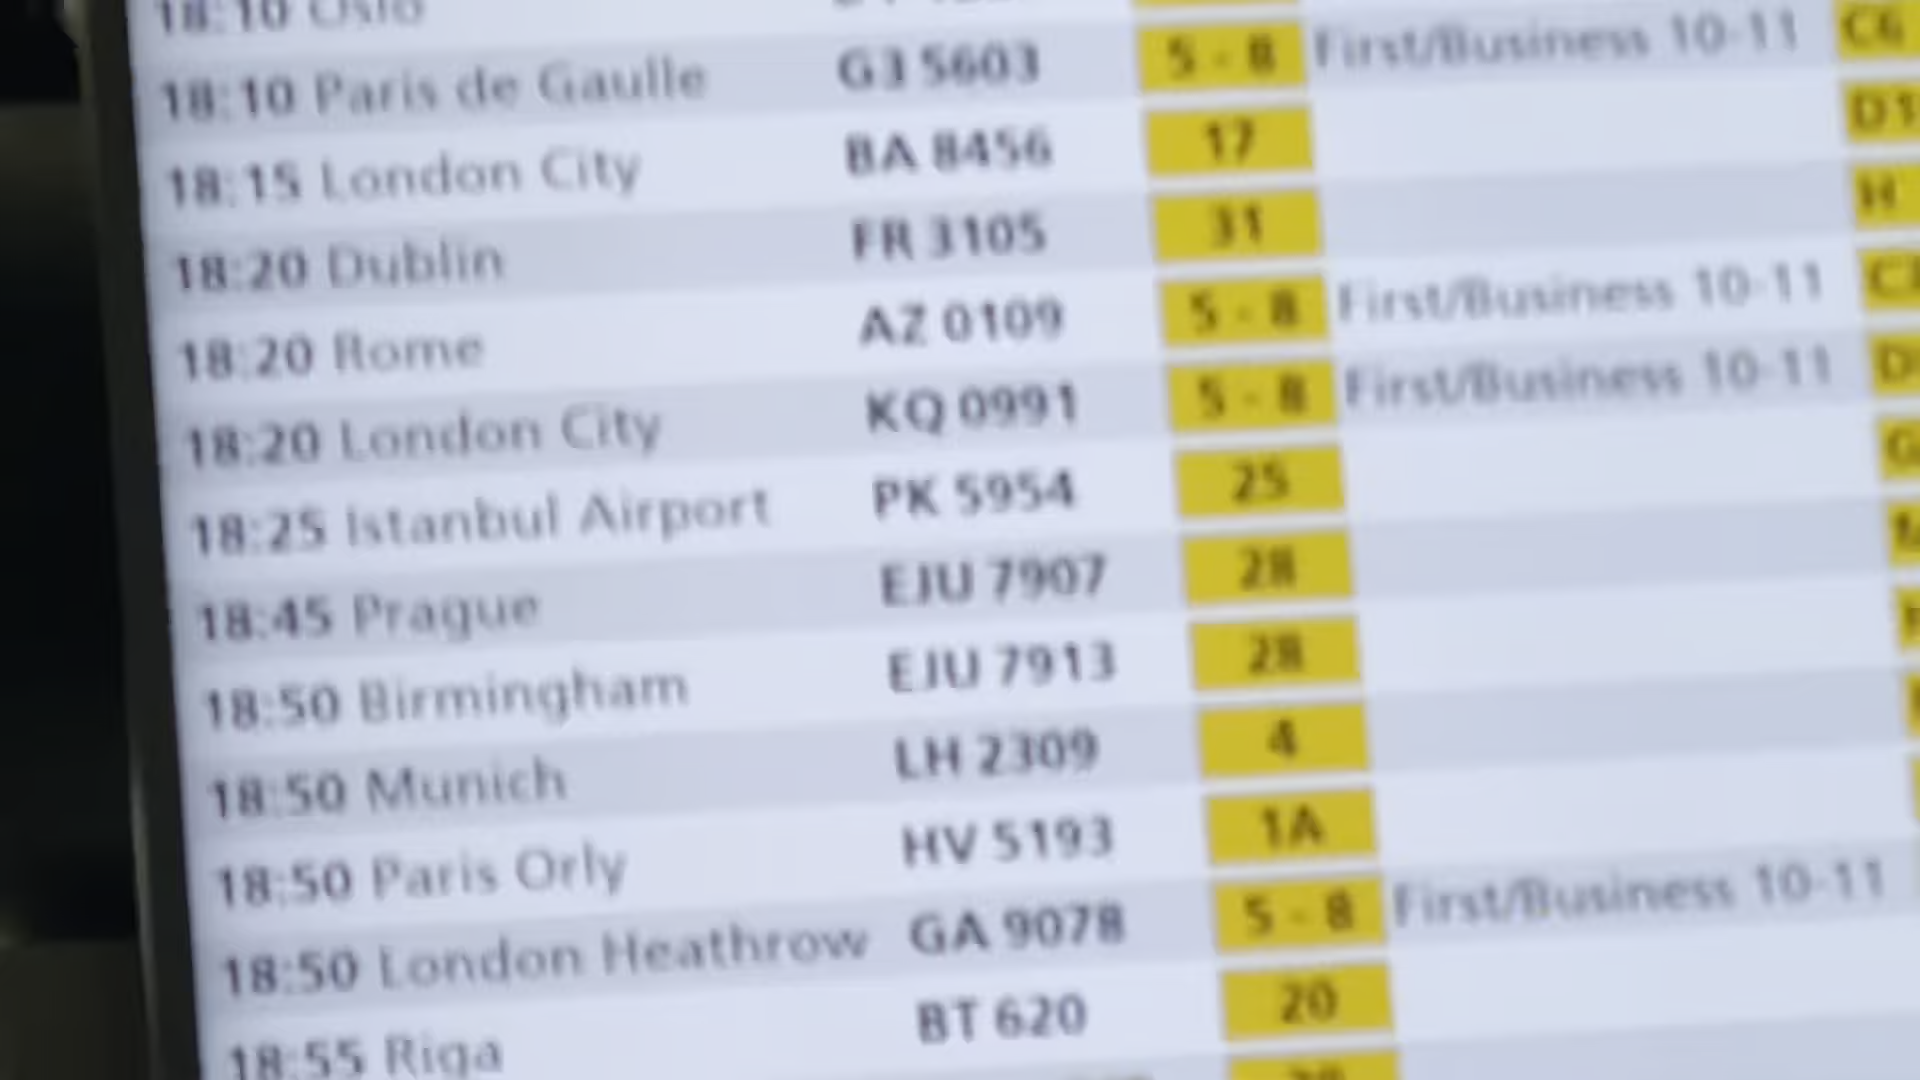 18:10 Oslo
18:10 Paris de Gaulle G3 5603 5 - 8 First/Business 10-11 C6
18:15 London City BA 8456 17
18:20 Dublin FR 3105 31 H
18:20 Rome AZ 0109 5 - 8 First/Business 10-11
18:20 London City KQ 0991 5 - 8 First/Business 10-11
18:25 Istanbul Airport PK 5954 25
18:45 Prague EJU 7907 28
18:50 Birmingham EJU 7913 28
18:50 Munich LH 2309 4
18:50 Paris Orly HV 5193 1A
18:50 London Heathrow GA 9078 5 - 8 First/Business 10-11
18:55 Riga BT 620 20